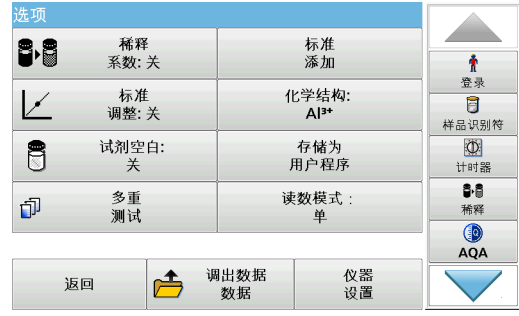 选项
稀释
系数: 关
标准
添加
标准
调整: 关
化学结构:
Al³⁺
试剂空白:
关
存储为
用户程序
多重
测试
读数模式 :
单
返回
调出数据
数据
仪器
设置
登录
样品识别符
计时器
稀释
AQA